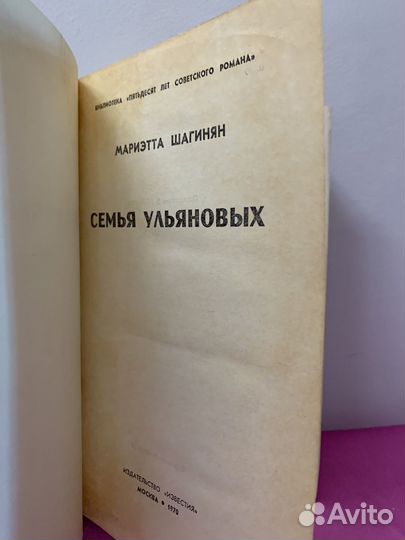 БИБЛИОТЕКА «ПЯТЬДЕСЯТ ЛЕТ СОВЕТСКОГО РОМАНА»
МАРИЭТТА ШАГИНЯН
СЕМЬЯ УЛЬЯНОВЫХ
ИЗДАТЕЛЬСТВО «ИЗВЕСТИЯ»
МОСКВА • 1970
Avito